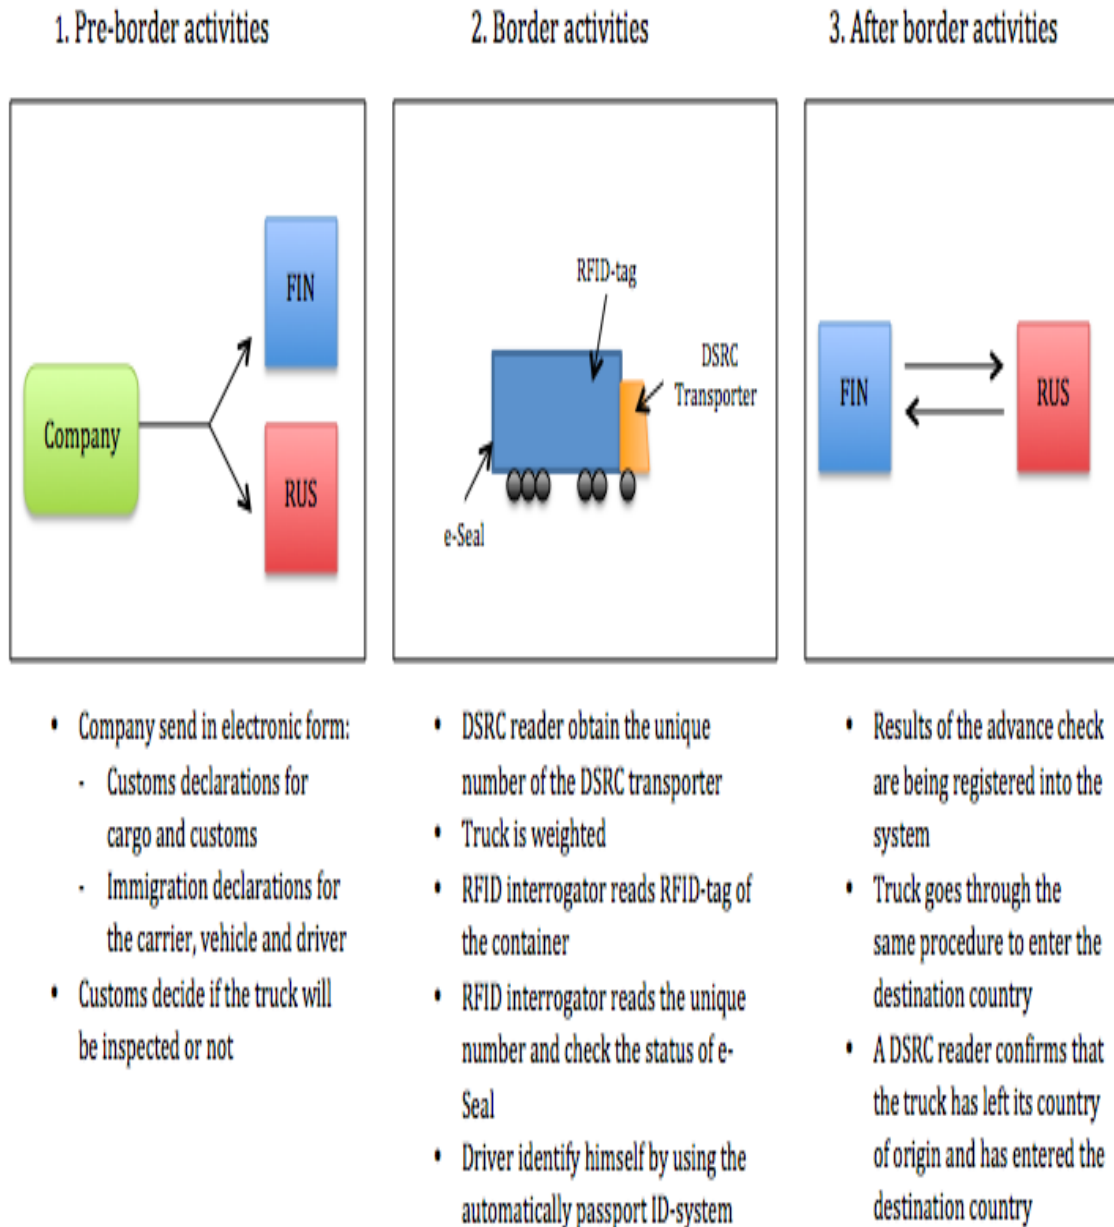 1. Pre-border activities
Company
FIN
RUS
• Company send in electronic form:
- Customs declarations for
cargo and customs
- Immigration declarations for
the carrier, vehicle and driver
• Customs decide if the truck will
be inspected or not
2. Border activities
RFID-tag
DSRC
Transporter
e-Seal
• DSRC reader obtain the unique
number of the DSRC transporter
• Truck is weighted
• RFID interrogator reads RFID-tag of
the container
• RFID interrogator reads the unique
number and check the status of e-
Seal
• Driver identify himself by using the
automatically passport ID-system
3. After border activities
FIN
RUS
• Results of the advance check
are being registered into the
system
• Truck goes through the
same procedure to enter the
destination country
• A DSRC reader confirms that
the truck has left its country
of origin and has entered the
destination country